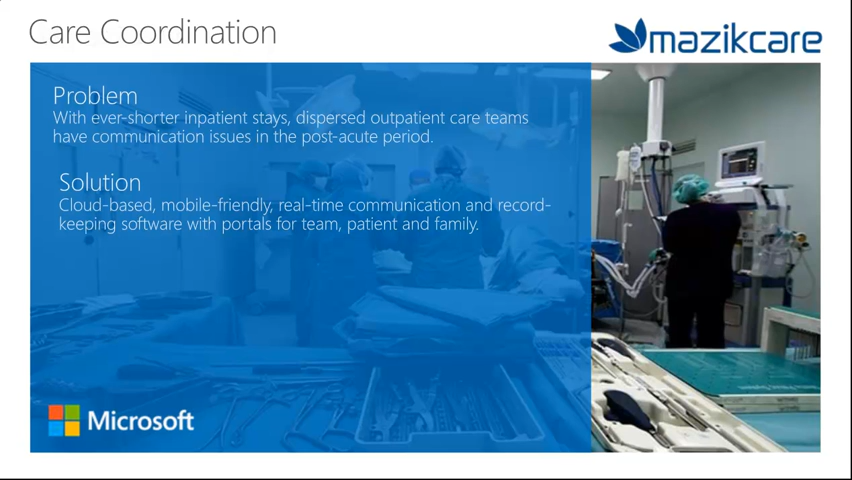 Care Coordination
mazikcare
Problem
With ever-shorter inpatient stays, dispersed outpatient care teams
have communication issues in the post-acute period.
Solution
Cloud-based, mobile-friendly, real-time communication and record-
keeping software with portals for team, patient and family.
Microsoft